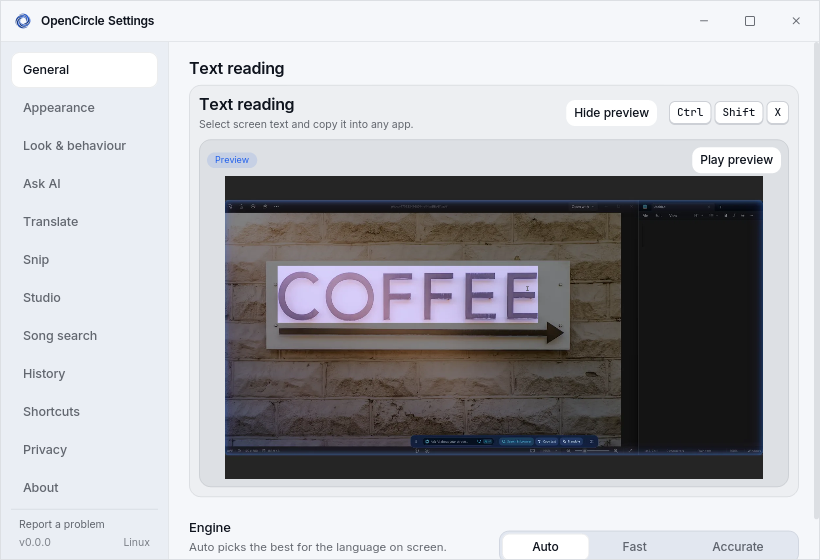 OpenCircle Settings
General
Appearance
Look & behaviour
Ask AI
Translate
Snip
Studio
Song search
History
Shortcuts
Privacy
About
Report a problem
v0.0.0
Linux
Text reading
Text reading
Select screen text and copy it into any app.
Hide preview
Ctrl
Shift
X
Preview
Play preview
COFFEE
Engine
Auto picks the best for the language on screen.
Auto
Fast
Accurate